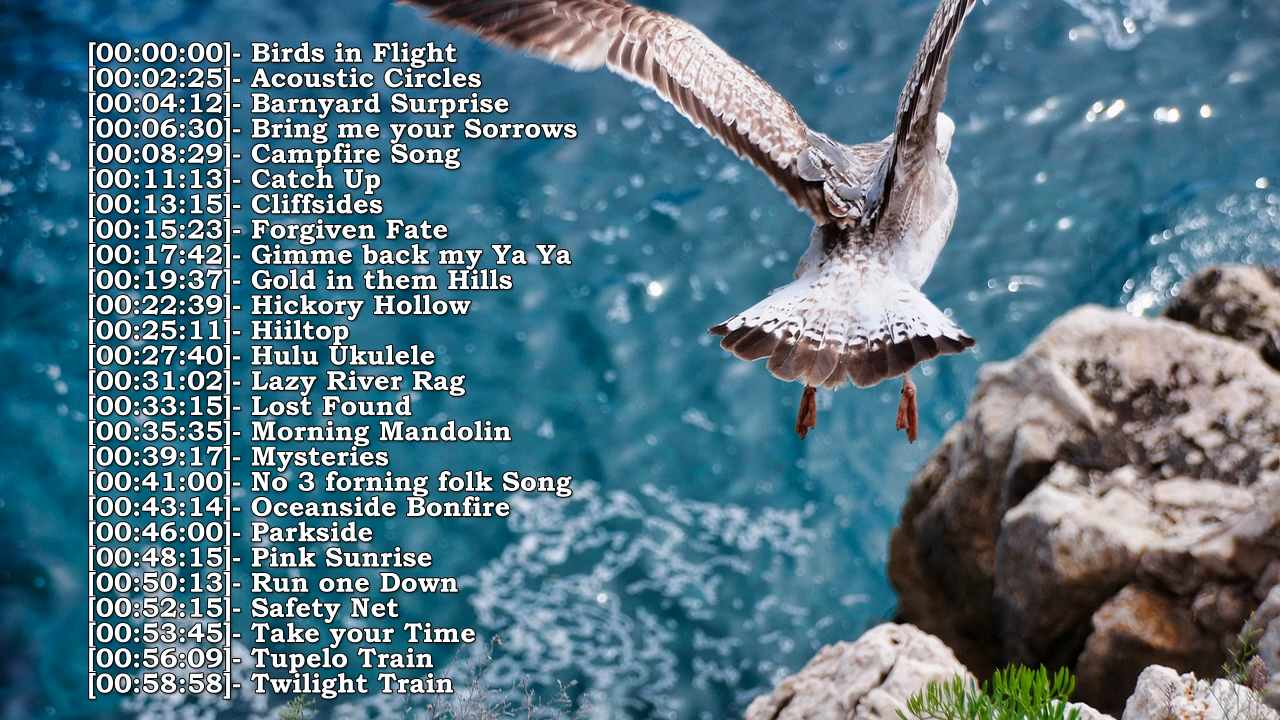 [00:00:00]- Birds in Flight
[00:02:25]- Acoustic Circles
[00:04:12]- Barnyard Surprise
[00:06:30]- Bring me your Sorrows
[00:08:29]- Campfire Song
[00:11:13]- Catch Up
[00:13:15]- Cliffsides
[00:15:23]- Forgiven Fate
[00:17:42]- Gimme back my Ya Ya
[00:19:37]- Gold in them Hills
[00:22:39]- Hickory Hollow
[00:25:11]- Hiiltop
[00:27:40]- Hulu Ukulele
[00:31:02]- Lazy River Rag
[00:33:15]- Lost Found
[00:35:35]- Morning Mandolin
[00:39:17]- Mysteries
[00:41:00]- No 3 forning folk Song
[00:43:14]- Oceanside Bonfire
[00:46:00]- Parkside
[00:48:15]- Pink Sunrise
[00:50:13]- Run one Down
[00:52:15]- Safety Net
[00:53:45]- Take your Time
[00:56:09]- Tupelo Train
[00:58:58]- Twilight Train